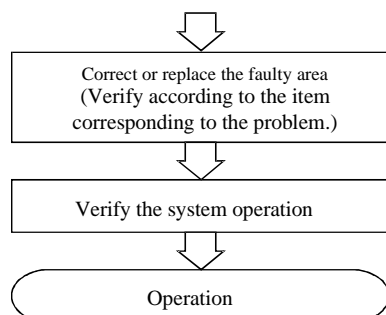 Correct or replace the faulty area
(Verify according to the item
corresponding to the problem.)
Verify the system operation
Operation